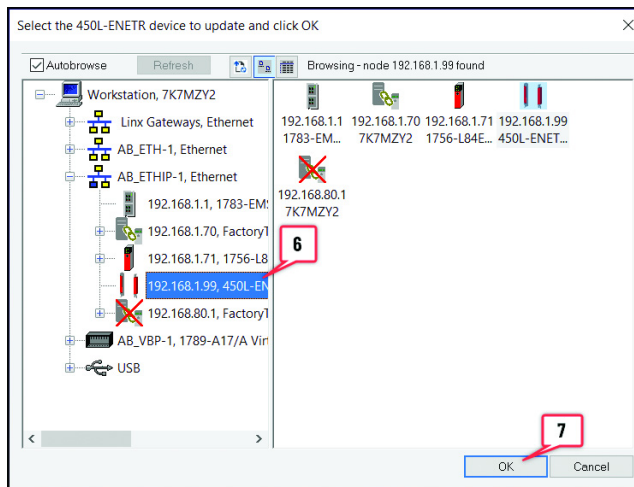 Select the 450L-ENETR device to update and click OK
Autobrowse Refresh Browsing - node 192.168.1.99 found
Workstation, 7K7MZY2
Linx Gateways, Ethernet
AB_ETH-1, Ethernet
AB_ETHIP-1, Ethernet
192.168.1.1, 1783-EM
192.168.1.70, Factory
192.168.1.71, 1756-L8
192.168.1.99, 450L-EN
192.168.80.1, Factory
AB_VBP-1, 1789-A17/A Vir
USB
192.168.1.1 192.168.1.70 192.168.1.71 192.168.1.99
1783-EM... 7K7MZY2 1756-L84E... 450L-ENET...
192.168.80.1
7K7MZY2
6
7
OK Cancel